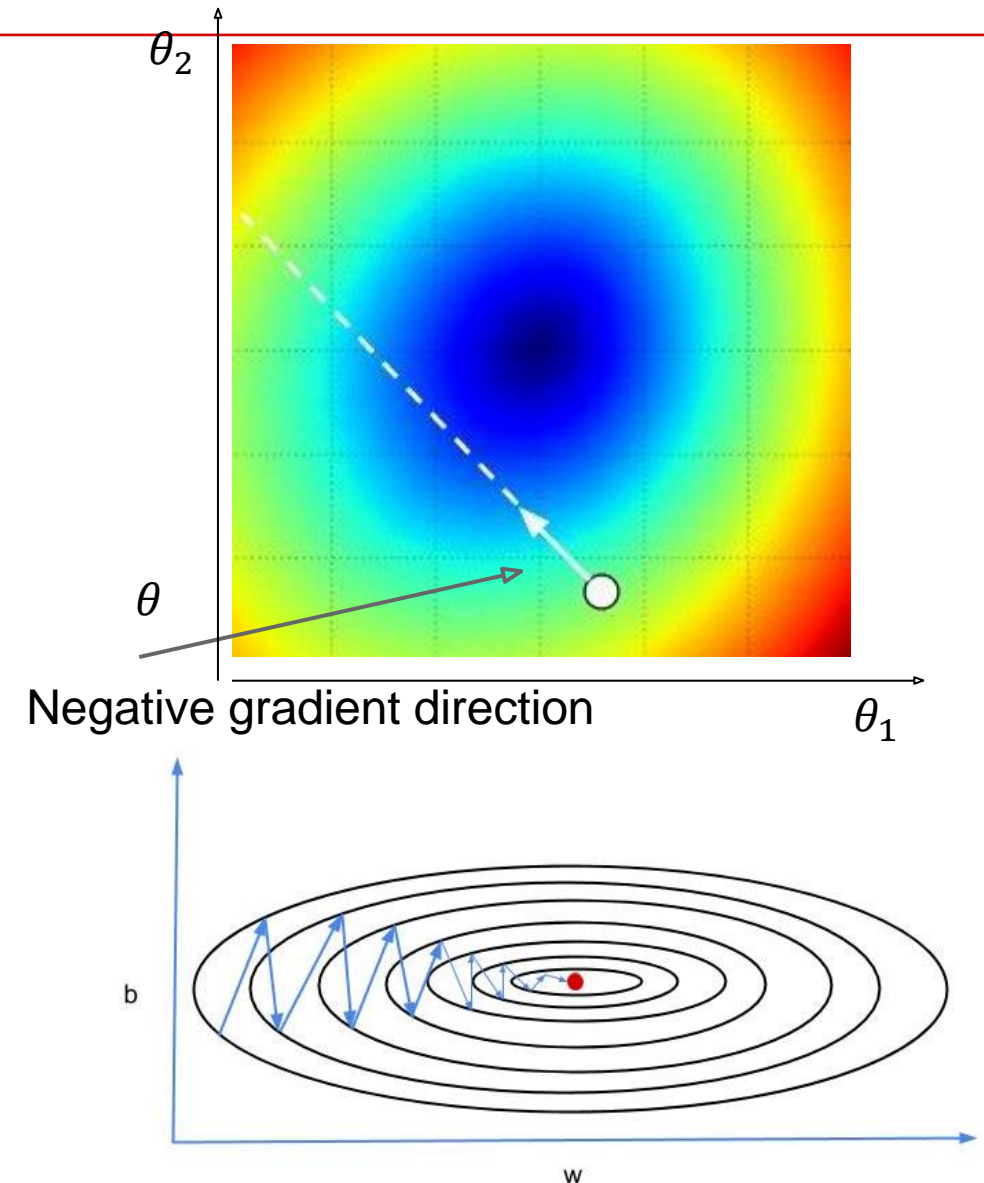 θ₂
θ
Negative gradient direction
θ₁
b
w